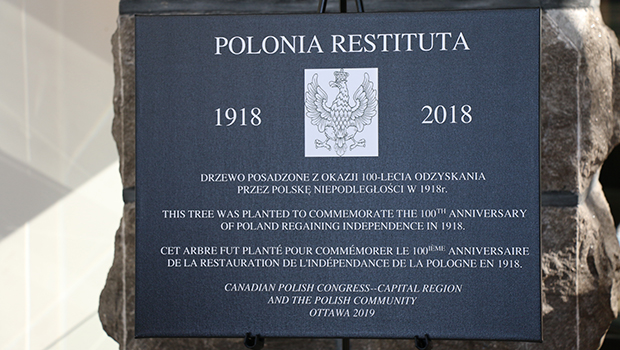 POLONIA RESTITUTA
1918 2018
DRZEWO POSADZONE Z OKAZJI 100-LECIA ODZYSKANIA
PRZEZ POLSKĘ NIEPODLEGŁOŚCI W 1918r.
THIS TREE WAS PLANTED TO COMMEMORATE THE 100TH ANNIVERSARY
OF POLAND REGAINING INDEPENDENCE IN 1918.
CET ARBRE FUT PLANTÉ POUR COMMÉMORER LE 100IÈME ANNIVERSAIRE
DE LA RESTAURATION DE L'INDÉPENDANCE DE LA POLOGNE EN 1918.
CANADIAN POLISH CONGRESS--CAPITAL REGION
AND THE POLISH COMMUNITY
OTTAWA 2019